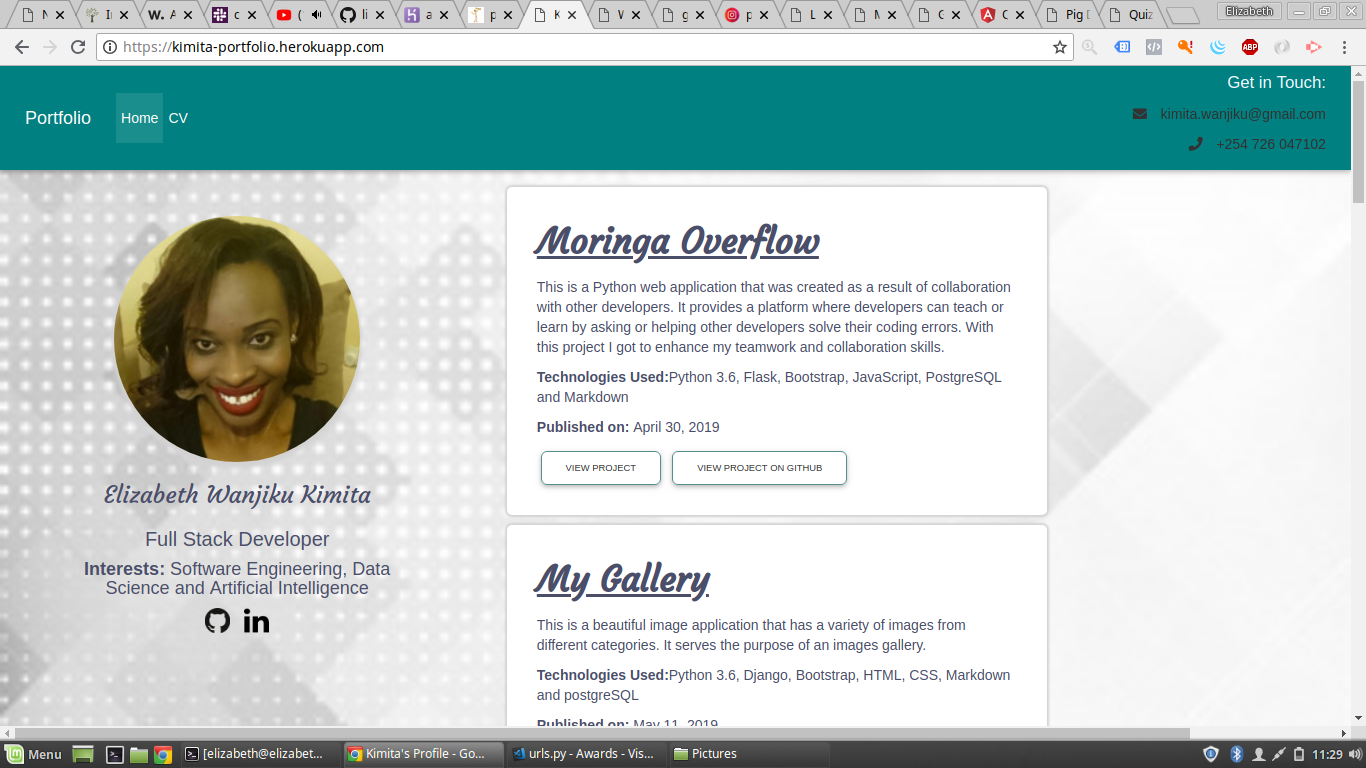 Elizabeth
https://kimita-portfolio.herokuapp.com
Get in Touch:
Portfolio Home CV
kimita.wanjiku@gmail.com
+254 726 047102
Moringa Overflow
This is a Python web application that was created as a result of collaboration
with other developers. It provides a platform where developers can teach or
learn by asking or helping other developers solve their coding errors. With
this project I got to enhance my teamwork and collaboration skills.
Technologies Used:Python 3.6, Flask, Bootstrap, JavaScript, PostgreSQL
and Markdown
Published on: April 30, 2019
VIEW PROJECT VIEW PROJECT ON GITHUB
Elizabeth Wanjiku Kimita
Full Stack Developer
Interests: Software Engineering, Data
Science and Artificial Intelligence
My Gallery
This is a beautiful image application that has a variety of images from
different categories. It serves the purpose of an images gallery.
Technologies Used:Python 3.6, Django, Bootstrap, HTML, CSS, Markdown
and postgreSQL
Published on: May 11, 2019
Menu [elizabeth@elizabet... Kimita's Profile - Go... urls.py - Awards - Vis... Pictures 11:29